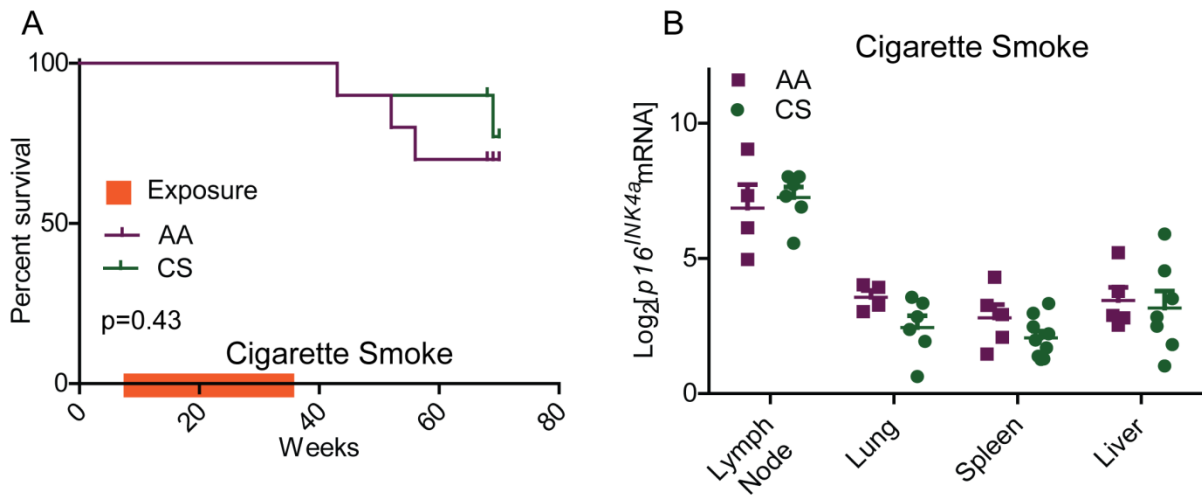 A
100
50
0
Percent survival
Exposure
AA
CS
p=0.43
Cigarette Smoke
0
20
40
60
80
Weeks
B
Cigarette Smoke
AA
CS
10
5
0
Log2[p16INK4a mRNA]
Lymph
Node
Lung
Spleen
Liver